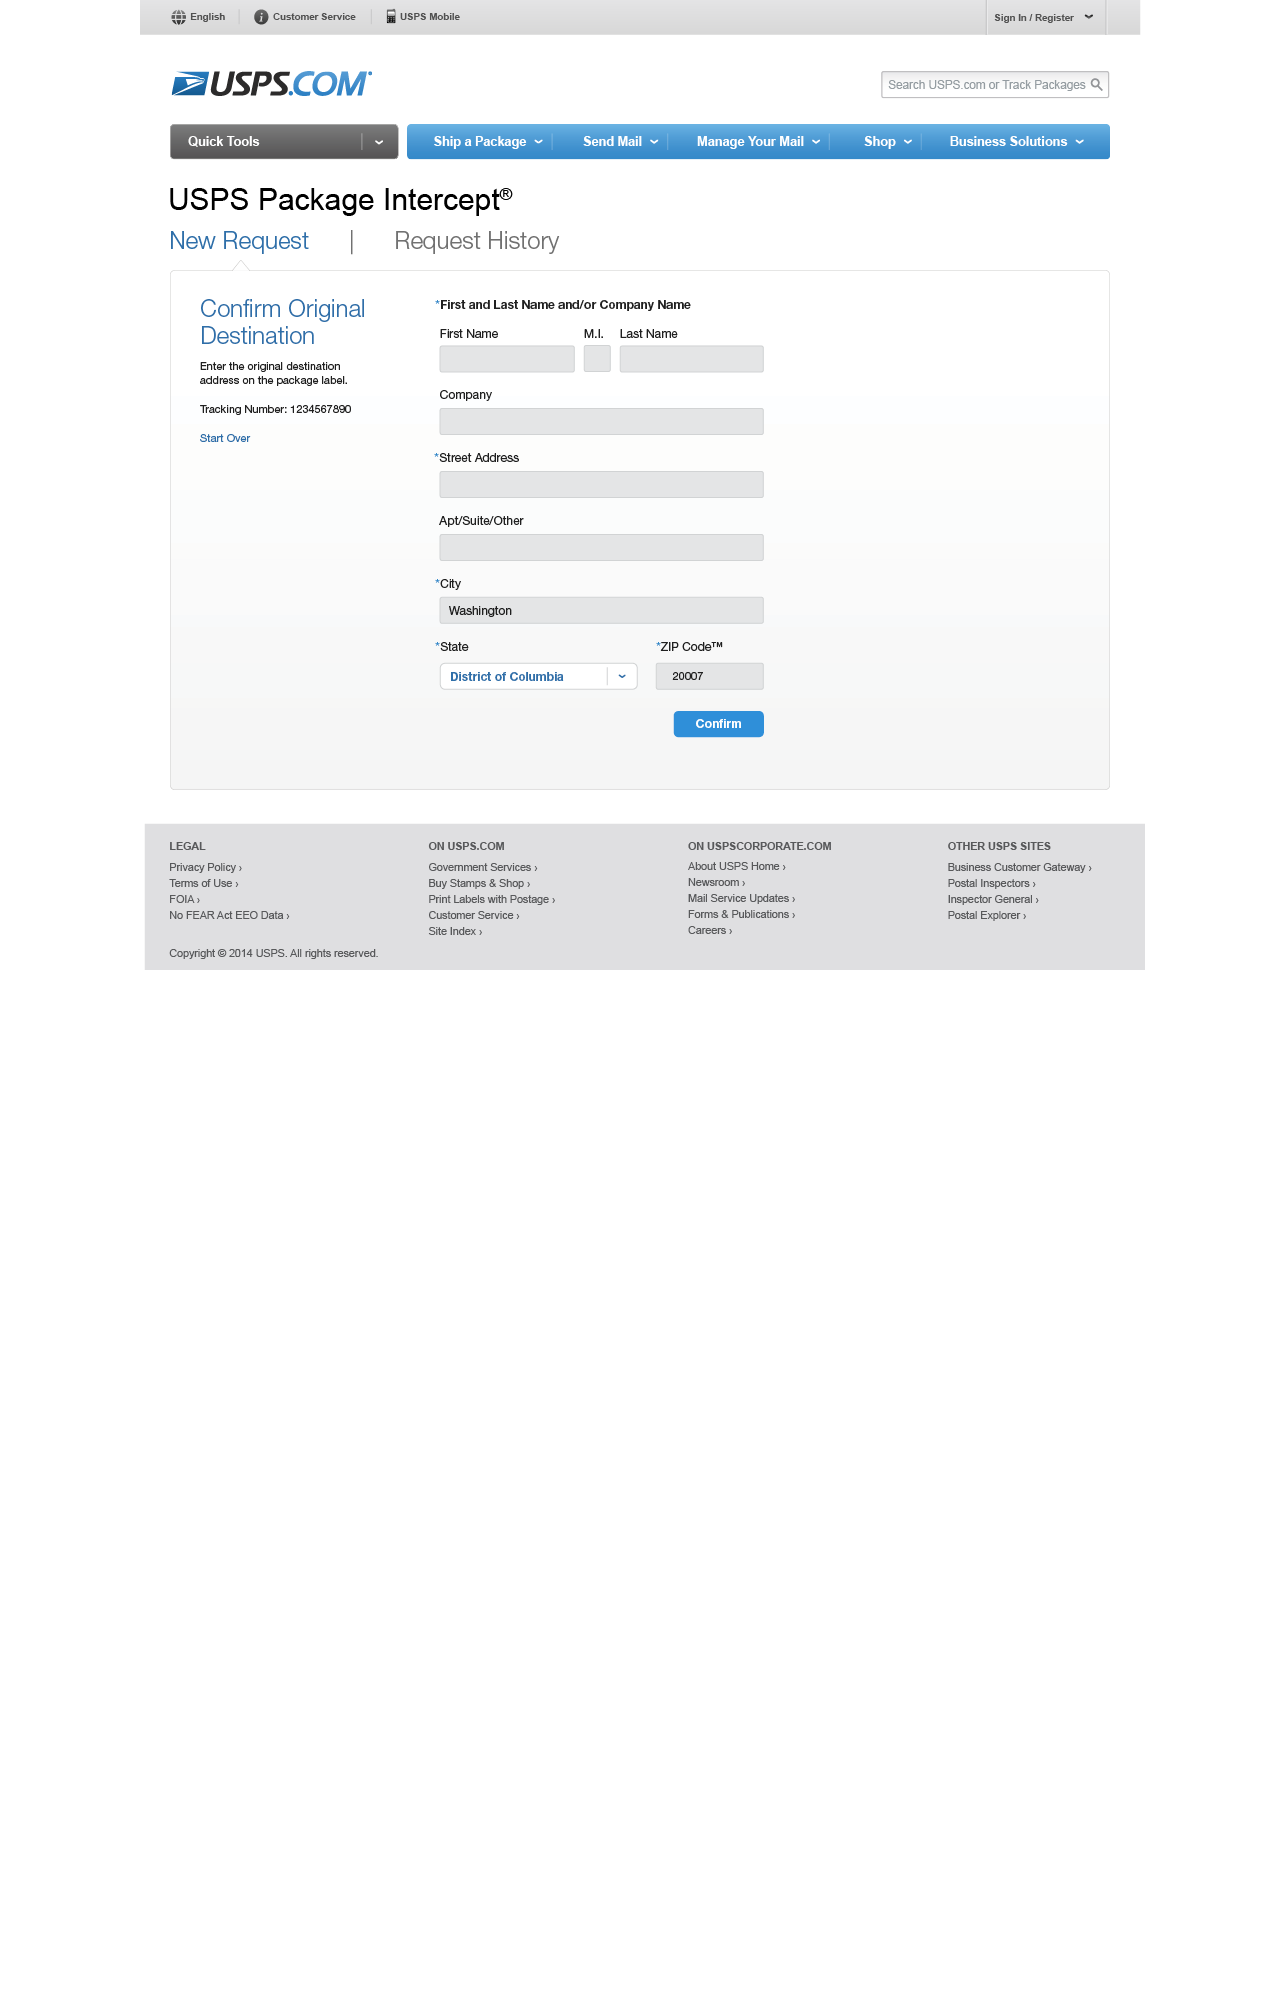 English
Customer Service
USPS Mobile
Sign In / Register
USPS.COM
Search USPS.com or Track Packages
Quick Tools
Ship a Package
Send Mail
Manage Your Mail
Shop
Business Solutions
USPS Package Intercept®
New Request | Request History
Confirm Original
Destination
Enter the original destination
address on the package label.
Tracking Number: 1234567890
Start Over
*First and Last Name and/or Company Name
First Name
M.I.
Last Name
Company
*Street Address
Apt/Suite/Other
*City
Washington
*State
*ZIP Code™
District of Columbia
20007
Confirm
LEGAL
Privacy Policy ›
Terms of Use ›
FOIA ›
No FEAR Act EEO Data ›
ON USPS.COM
Government Services ›
Buy Stamps & Shop ›
Print Labels with Postage ›
Customer Service ›
Site Index ›
ON USPSCORPORATE.COM
About USPS Home ›
Newsroom ›
Mail Service Updates ›
Forms & Publications ›
Careers ›
OTHER USPS SITES
Business Customer Gateway ›
Postal Inspectors ›
Inspector General ›
Postal Explorer ›
Copyright © 2014 USPS. All rights reserved.